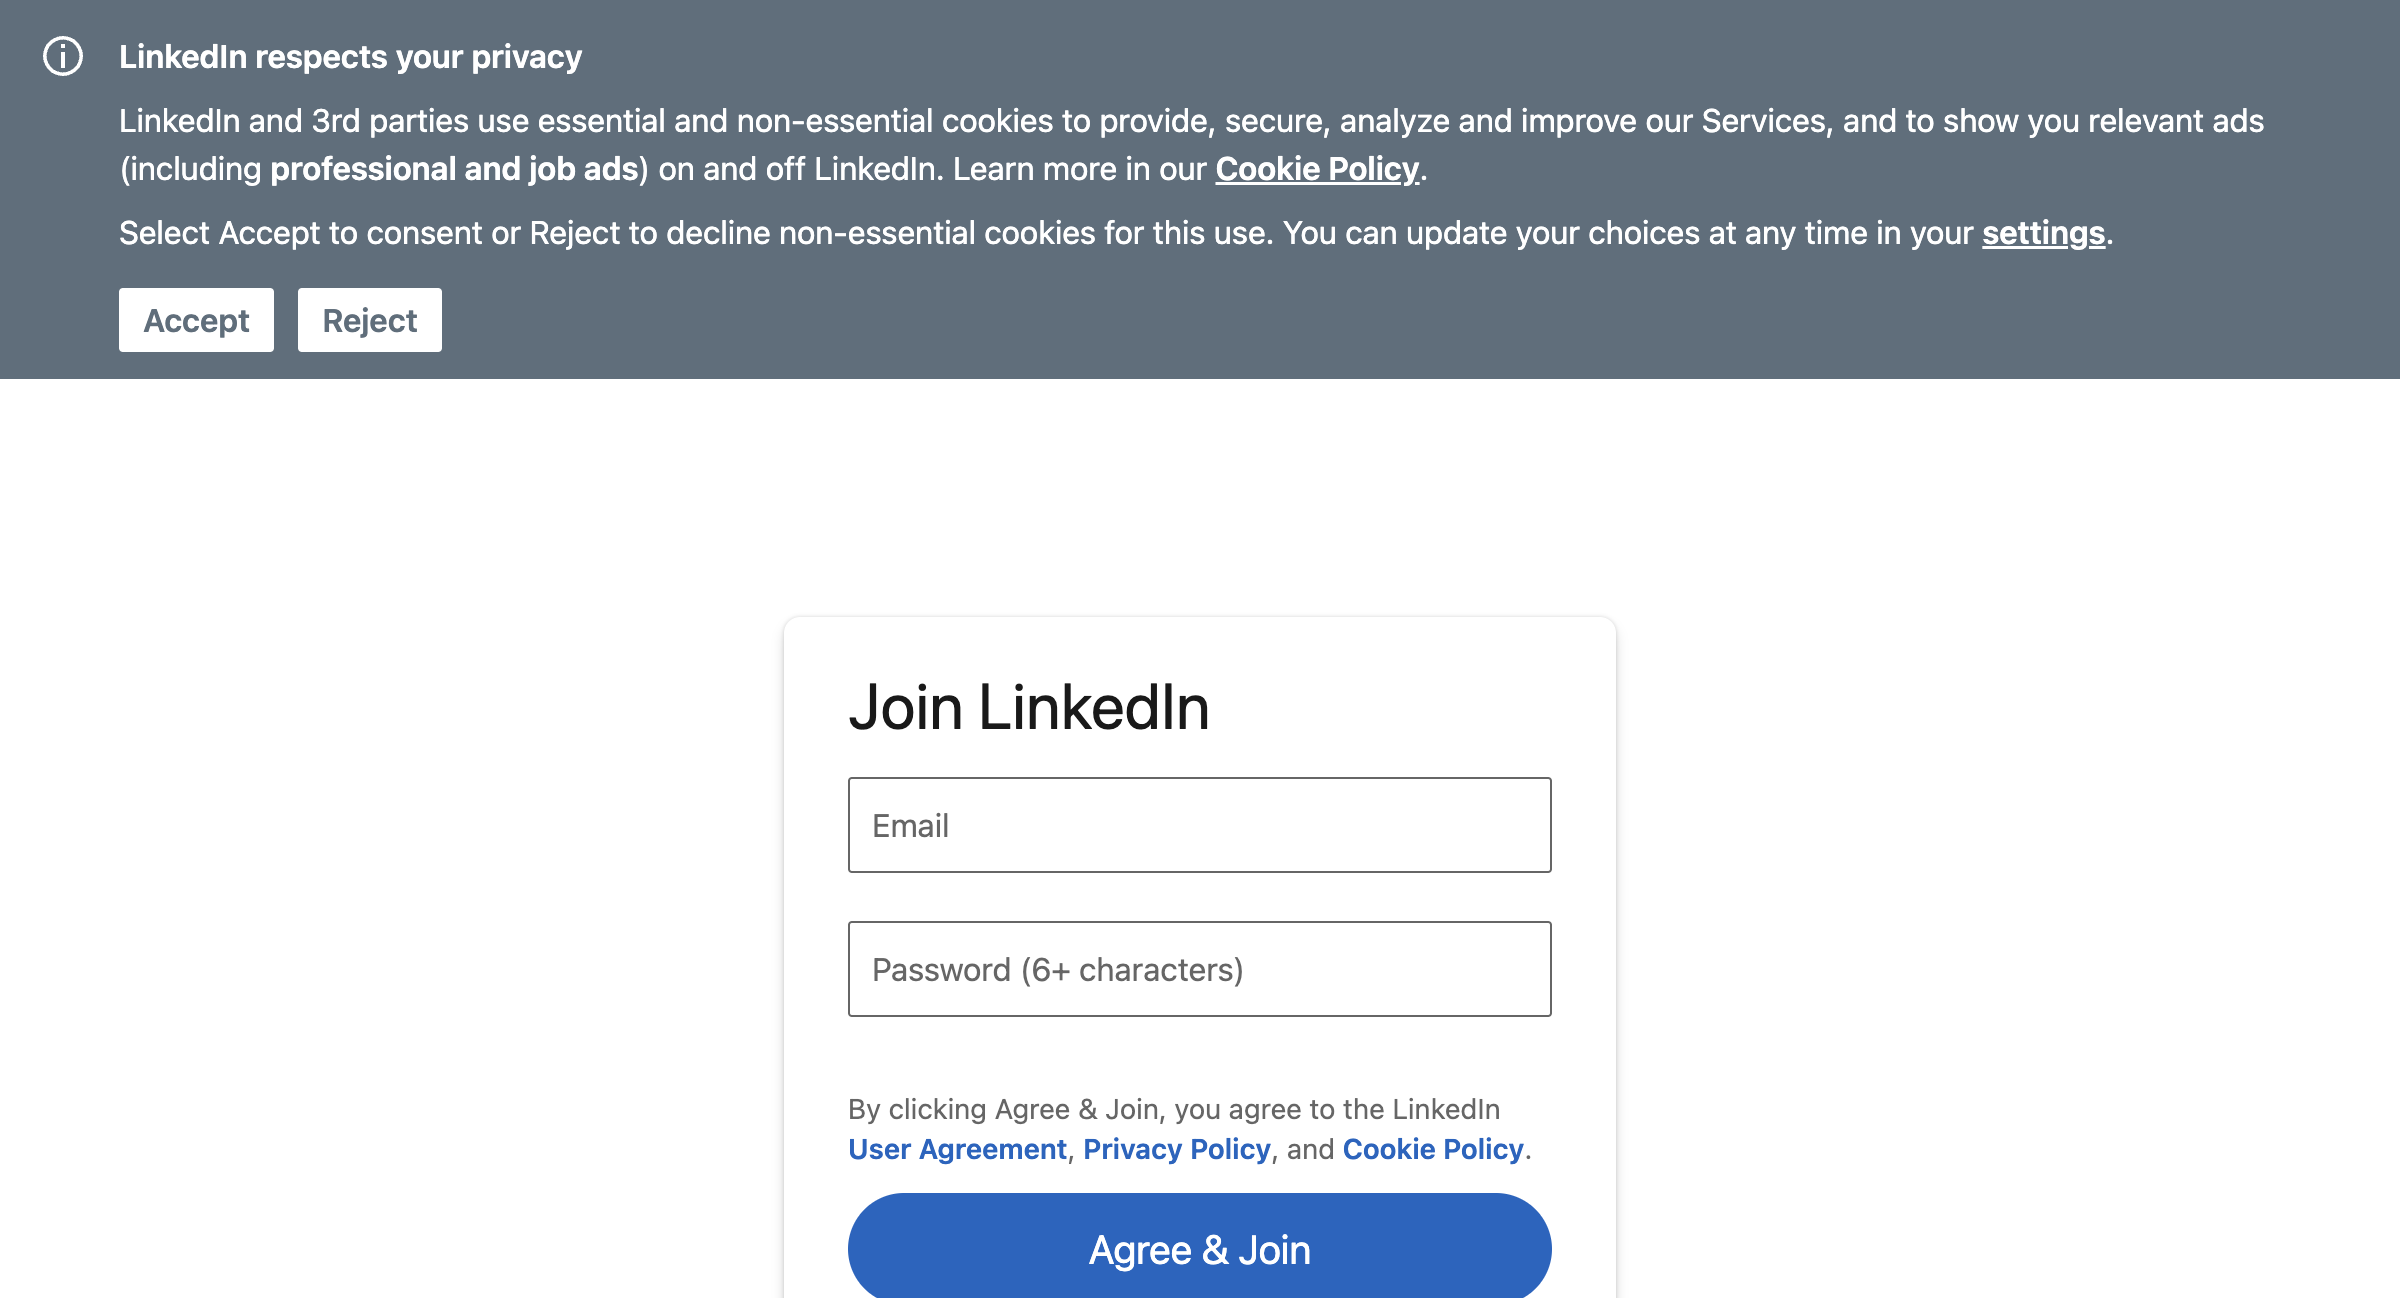 LinkedIn respects your privacy
LinkedIn and 3rd parties use essential and non-essential cookies to provide, secure, analyze and improve our Services, and to show you relevant ads
(including professional and job ads) on and off LinkedIn. Learn more in our Cookie Policy.
Select Accept to consent or Reject to decline non-essential cookies for this use. You can update your choices at any time in your settings.
Accept Reject
Join LinkedIn
Email
Password (6+ characters)
By clicking Agree & Join, you agree to the LinkedIn
User Agreement, Privacy Policy, and Cookie Policy.
Agree & Join